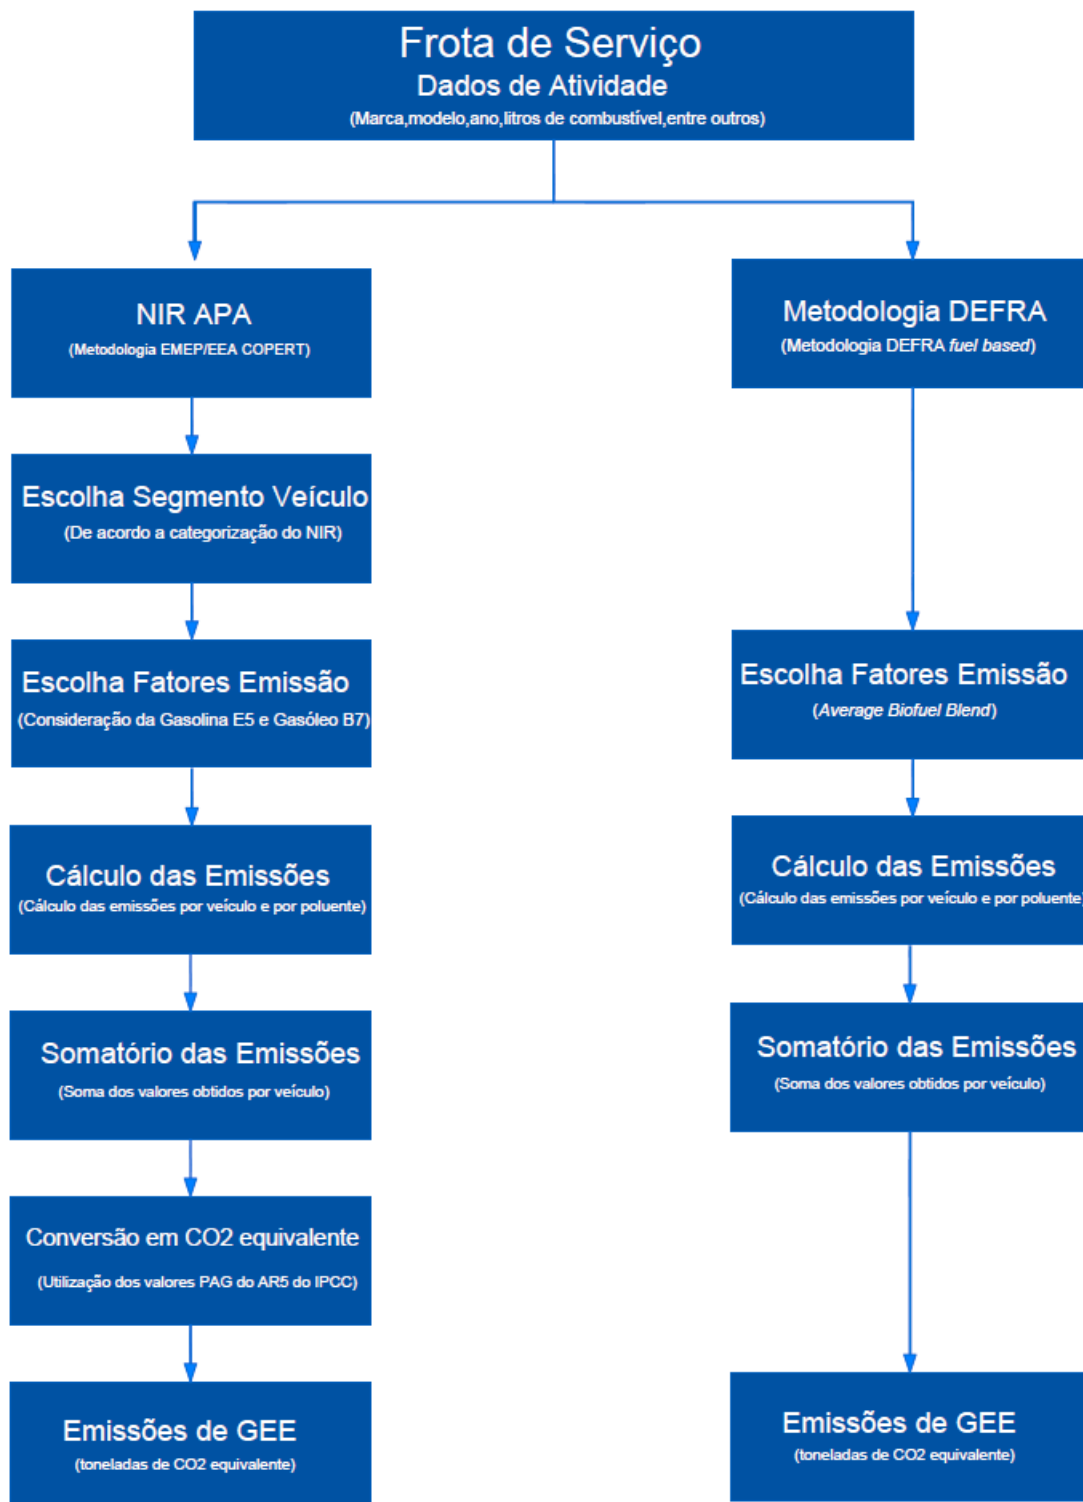 Frota de Serviço
Dados de Atividade
(Marca,modelo,ano,litros de combustível,entre outros)
NIR APA
(Metodologia EMEP/EEA COPERT)
Escolha Segmento Veículo
(De acordo a categorização do NIR)
Escolha Fatores Emissão
(Consideração da Gasolina E5 e Gasóleo B7)
Cálculo das Emissões
(Cálculo das emissões por veículo e por poluente)
Somatório das Emissões
(Soma dos valores obtidos por veículo)
Conversão em CO2 equivalente
(Utilização dos valores PAG do AR5 do IPCC)
Emissões de GEE
(toneladas de CO2 equivalente)
Metodologia DEFRA
(Metodologia DEFRA fuel based)
Escolha Fatores Emissão
(Average Biofuel Blend)
Cálculo das Emissões
(Cálculo das emissões por veículo e por poluente)
Somatório das Emissões
(Soma dos valores obtidos por veículo)
Emissões de GEE
(toneladas de CO2 equivalente)